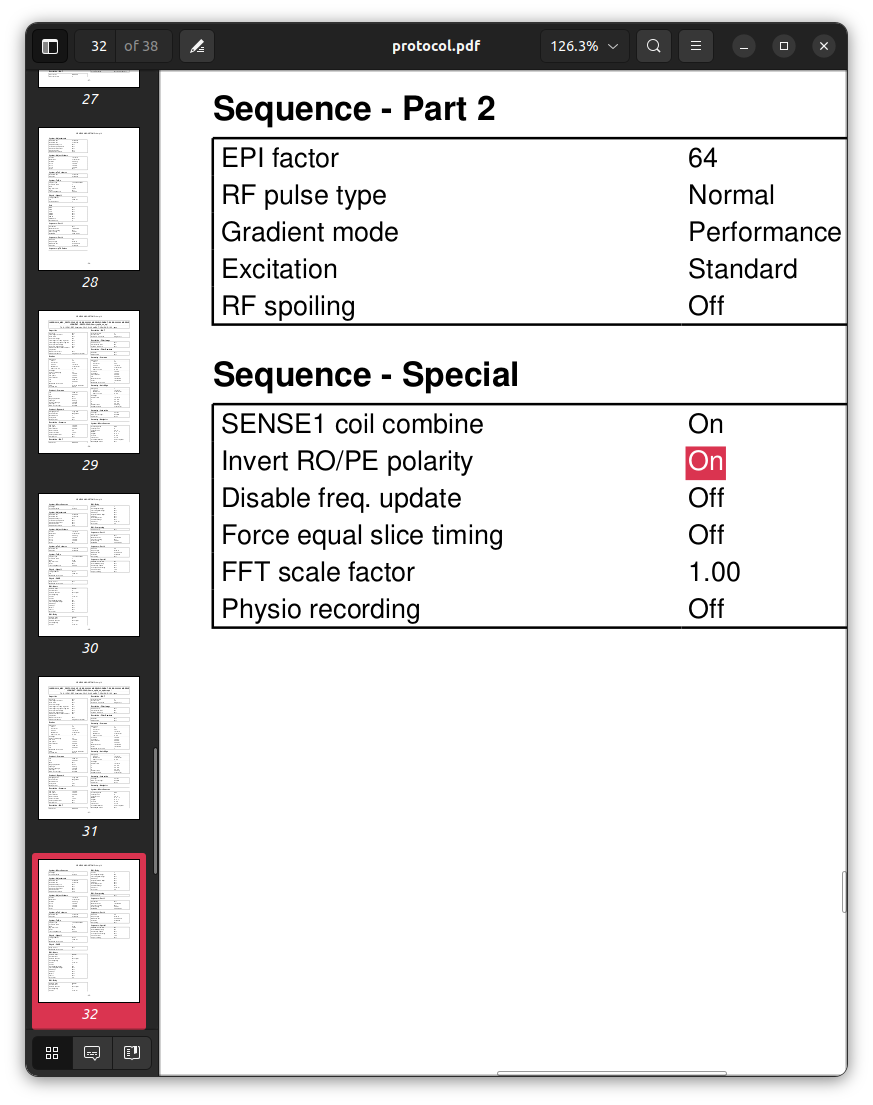 32 of 38
protocol.pdf
126.3%
27
28
29
30
31
32
Sequence - Part 2
EPI factor 64
RF pulse type Normal
Gradient mode Performance
Excitation Standard
RF spoiling Off
Sequence - Special
SENSE1 coil combine On
Invert RO/PE polarity On
Disable freq. update Off
Force equal slice timing Off
FFT scale factor 1.00
Physio recording Off